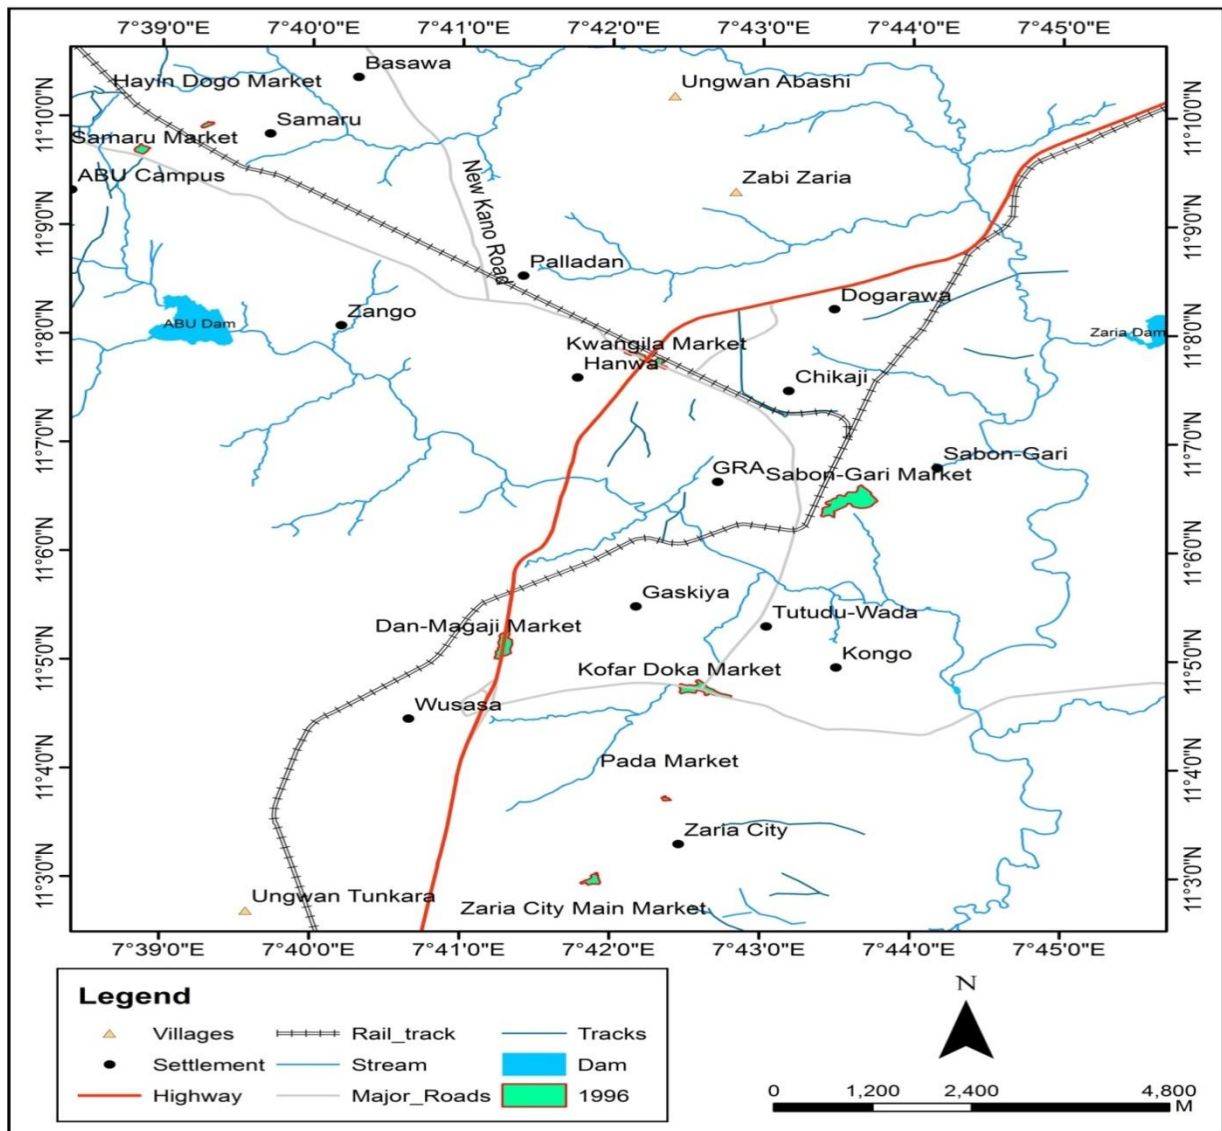 7°39'0"E 7°40'0"E 7°41'0"E 7°42'0"E 7°43'0"E 7°44'0"E 7°45'0"E
Basawa
Hayin Dogo Market
Ungwan Abashi
11°10'0"N
11°10'0"N
Samaru
Samaru Market
New Kano Road
ABU Campus
Zabi Zaria
11°9'0"N
11°9'0"N
Palladan
Dogarawa
Zango
ABU Dam
Zaria Dam
11°8'0"N
11°8'0"N
Kwangila Market
Hanwa
Chikaji
11°7'0"N
11°7'0"N
Sabon-Gari
GRA
Sabon-Gari Market
11°6'0"N
11°6'0"N
Gaskiya
Tutudu-Wada
Dan-Magaji Market
Kongo
11°5'0"N
11°5'0"N
Kofar Doka Market
Wusasa
Pada Market
11°4'0"N
11°4'0"N
Zaria City
11°3'0"N
11°3'0"N
Ungwan Tunkara
Zaria City Main Market
7°39'0"E 7°40'0"E 7°41'0"E 7°42'0"E 7°43'0"E 7°44'0"E 7°45'0"E
Legend
Villages Rail_track Tracks
Settlement Stream Dam
Highway Major_Roads 1996
N
0 1,200 2,400 4,800
M